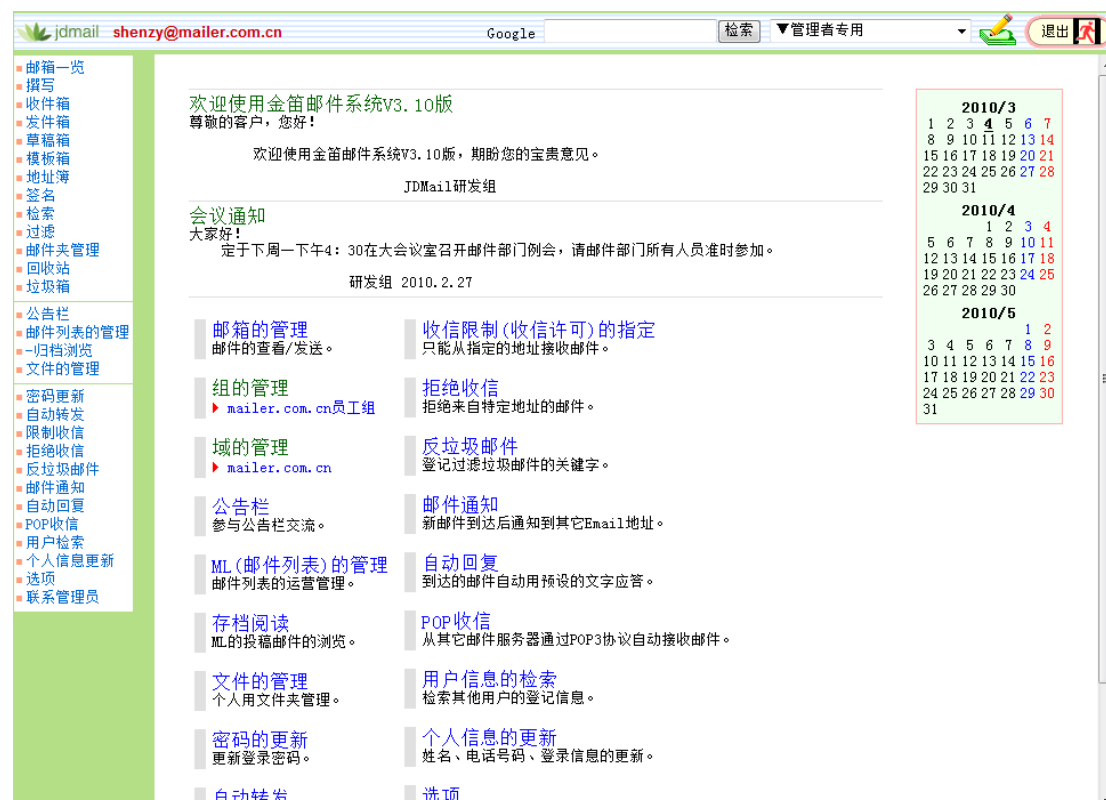 jdmail shenzy@mailer.com.cn Google 检索 ▼管理者专用 退出
邮箱一览
撰写
收件箱
发件箱
草稿箱
模板箱
地址簿
签名
检索
过滤
邮件夹管理
回收站
垃圾箱
公告栏
邮件列表的管理
-归档浏览
文件的管理
密码更新
自动转发
限制收信
拒绝收信
反垃圾邮件
邮件通知
自动回复
POP收信
用户检索
个人信息更新
选项
联系管理员
欢迎使用金笛邮件系统V3.10版
尊敬的客户，您好！
欢迎使用金笛邮件系统V3.10版，期盼您的宝贵意见。
JDMail研发组
会议通知
大家好！
定于下周一下午4：30在大会议室召开邮件部门例会，请邮件部门所有人员准时参加。
研发组 2010.2.27
邮箱的管理
邮件的查看/发送。
收信限制(收信许可)的指定
只能从指定的地址接收邮件。
组的管理
mailer.com.cn员工组
拒绝收信
拒绝来自特定地址的邮件。
域的管理
mailer.com.cn
反垃圾邮件
登记过滤垃圾邮件的关键字。
公告栏
参与公告栏交流。
邮件通知
新邮件到达后通知到其它Email地址。
ML(邮件列表)的管理
邮件列表的运营管理。
自动回复
到达的邮件自动用预设的文字应答。
存档阅读
ML的投稿邮件的浏览。
POP收信
从其它邮件服务器通过POP3协议自动接收邮件。
文件的管理
个人用文件夹管理。
用户信息的检索
检索其他用户的登记信息。
密码的更新
更新登录密码。
个人信息的更新
姓名、电话号码、登录信息的更新。
自动转发
选项
2010/3
1 2 3 4 5 6 7
8 9 10 11 12 13 14
15 16 17 18 19 20 21
22 23 24 25 26 27 28
29 30 31
2010/4
1 2 3 4
5 6 7 8 9 10 11
12 13 14 15 16 17 18
19 20 21 22 23 24 25
26 27 28 29 30
2010/5
1 2
3 4 5 6 7 8 9
10 11 12 13 14 15 16
17 18 19 20 21 22 23
24 25 26 27 28 29 30
31